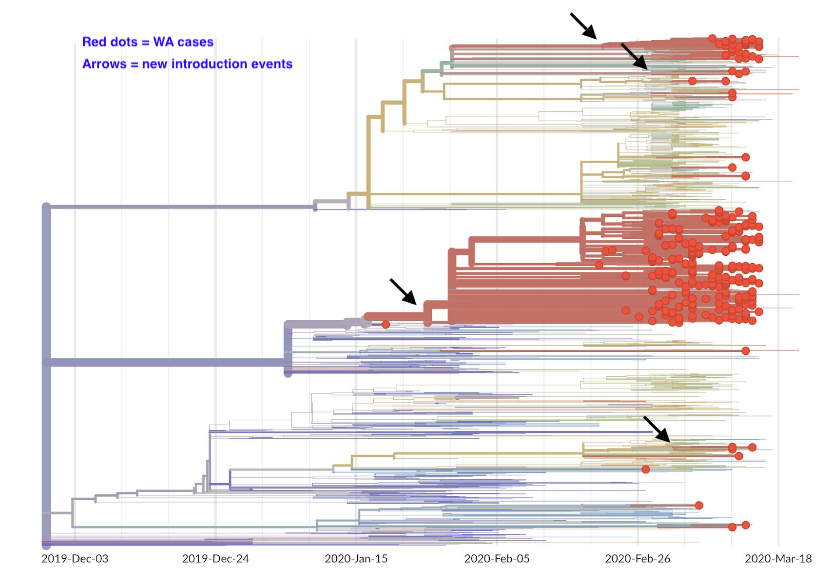 Red dots = WA cases
Arrows = new introduction events
2019-Dec-03 2019-Dec-24 2020-Jan-15 2020-Feb-05 2020-Feb-26 2020-Mar-18